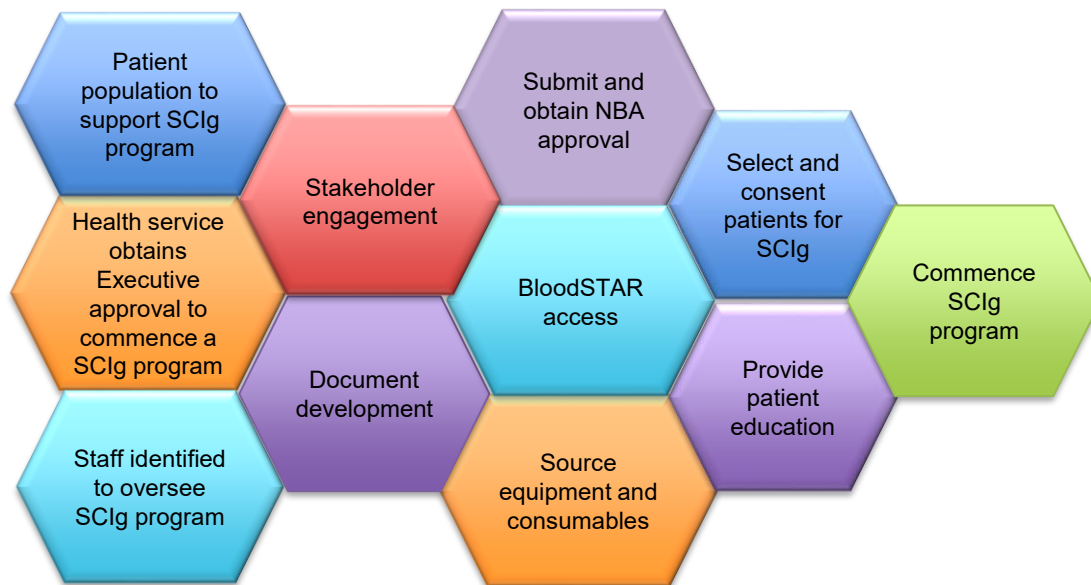 Patient
population to
support SCIg
program
Health service
obtains
Executive
approval to
commence a
SCIg program
Staff identified
to oversee
SCIg program
Stakeholder
engagement
Document
development
Submit and
obtain NBA
approval
BloodSTAR
access
Source
equipment and
consumables
Select and
consent
patients for
SCIg
Provide
patient
education
Commence
SCIg
program